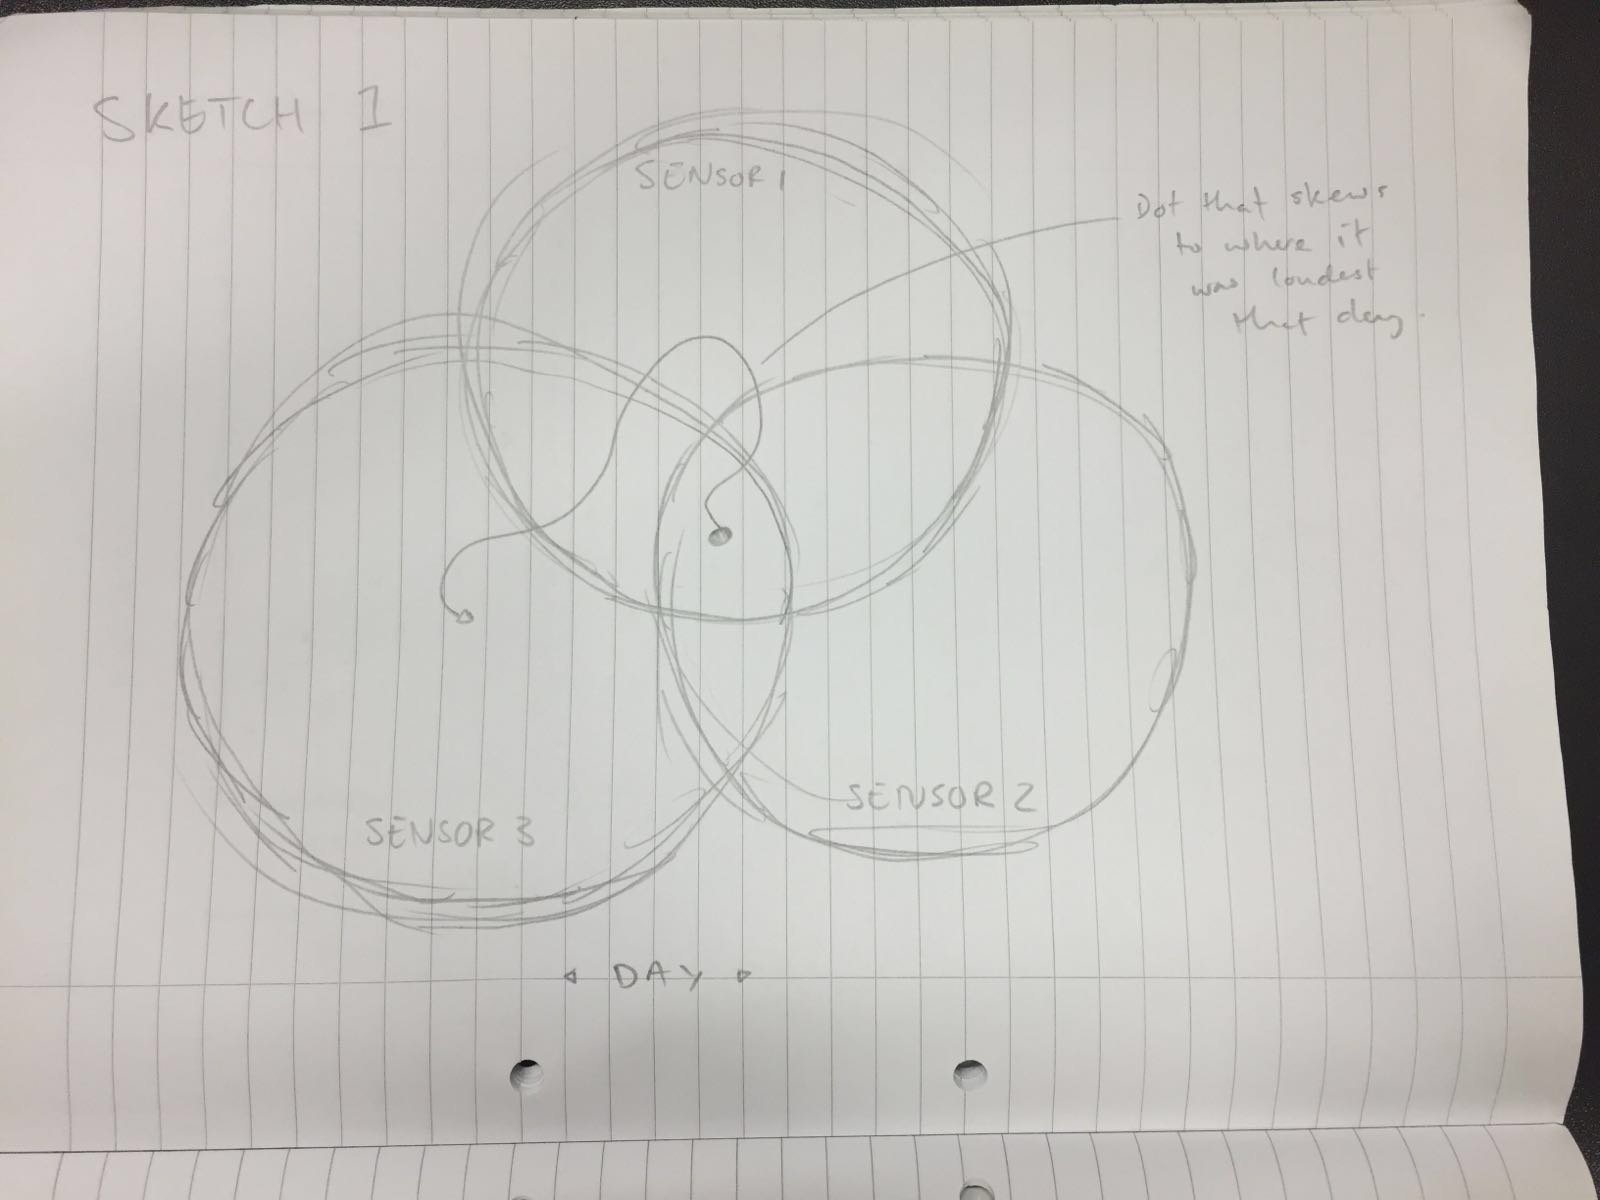 SKETCH 1
SENSOR 1
Dot that skews
to where it
was loudest
that day.
SENSOR 2
SENSOR 3
DAY